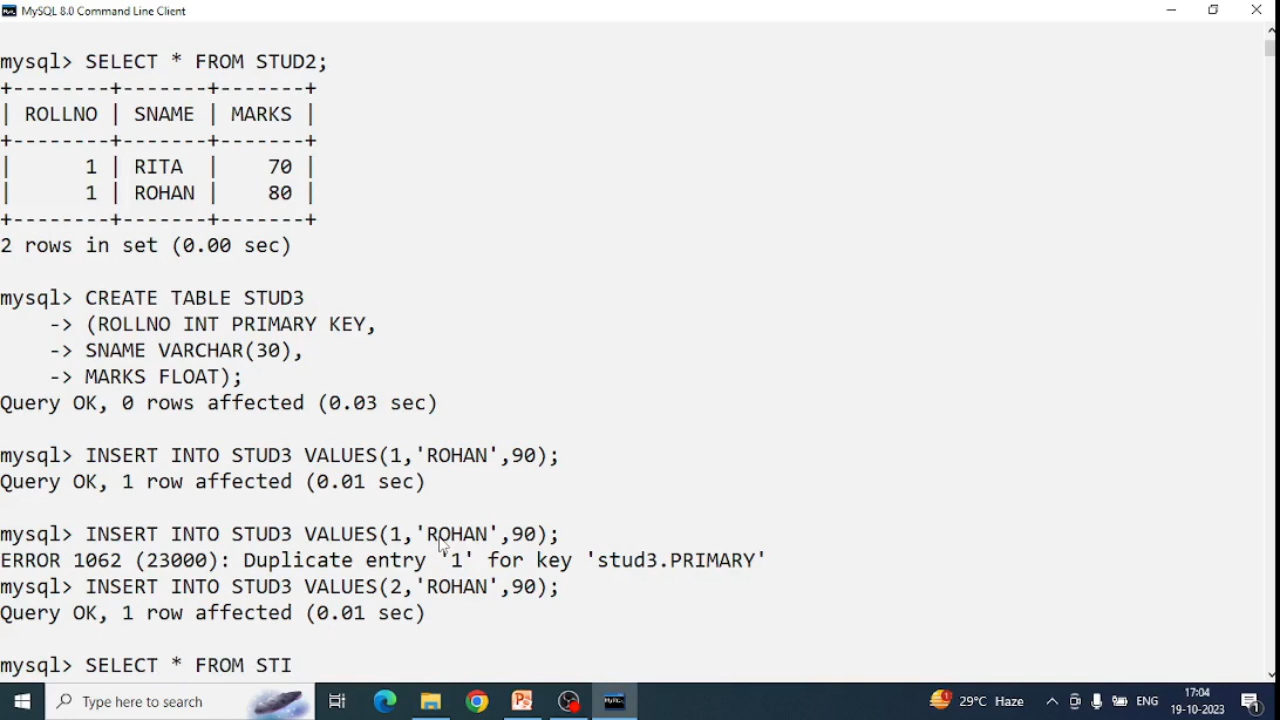 MySQL 8.0 Command Line Client
mysql> SELECT * FROM STUD2;
+--------+-------+-------+
| ROLLNO | SNAME | MARKS |
+--------+-------+-------+
|      1 | RITA  |    70 |
|      1 | ROHAN |    80 |
+--------+-------+-------+
2 rows in set (0.00 sec)
mysql> CREATE TABLE STUD3
    -> (ROLLNO INT PRIMARY KEY,
    -> SNAME VARCHAR(30),
    -> MARKS FLOAT);
Query OK, 0 rows affected (0.03 sec)
mysql> INSERT INTO STUD3 VALUES(1,'ROHAN',90);
Query OK, 1 row affected (0.01 sec)
mysql> INSERT INTO STUD3 VALUES(1,'ROHAN',90);
ERROR 1062 (23000): Duplicate entry '1' for key 'stud3.PRIMARY'
mysql> INSERT INTO STUD3 VALUES(2,'ROHAN',90);
Query OK, 1 row affected (0.01 sec)
mysql> SELECT * FROM STI
Type here to search
29°C Haze
ENG
17:04
19-10-2023